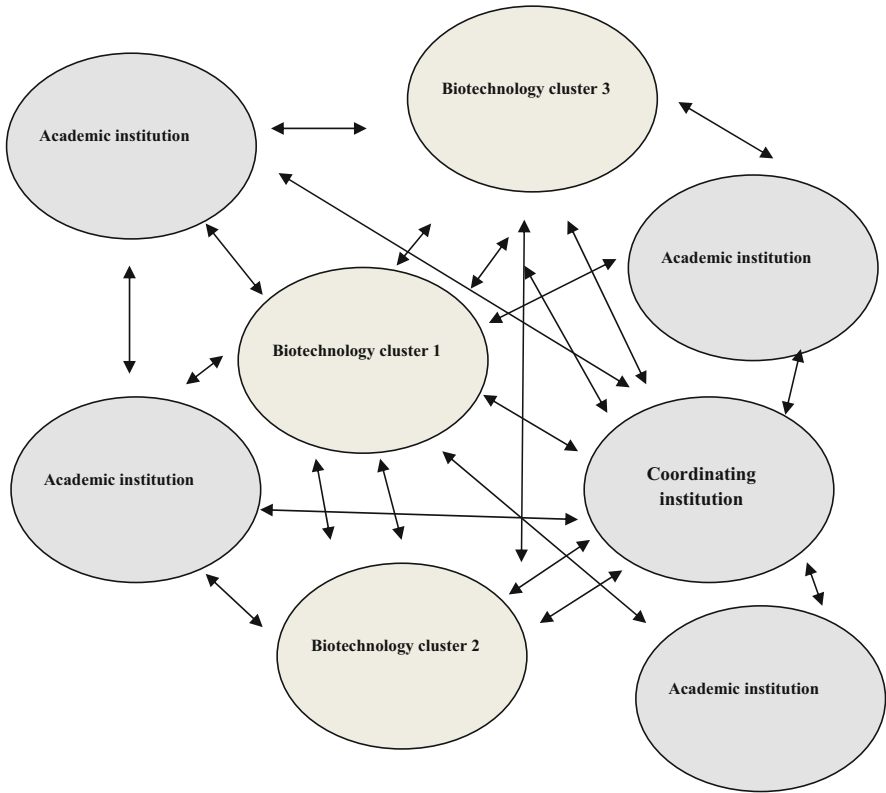 Biotechnology cluster 3
Academic institution
Academic institution
Biotechnology cluster 1
Academic institution
Coordinating
institution
Biotechnology cluster 2
Academic institution